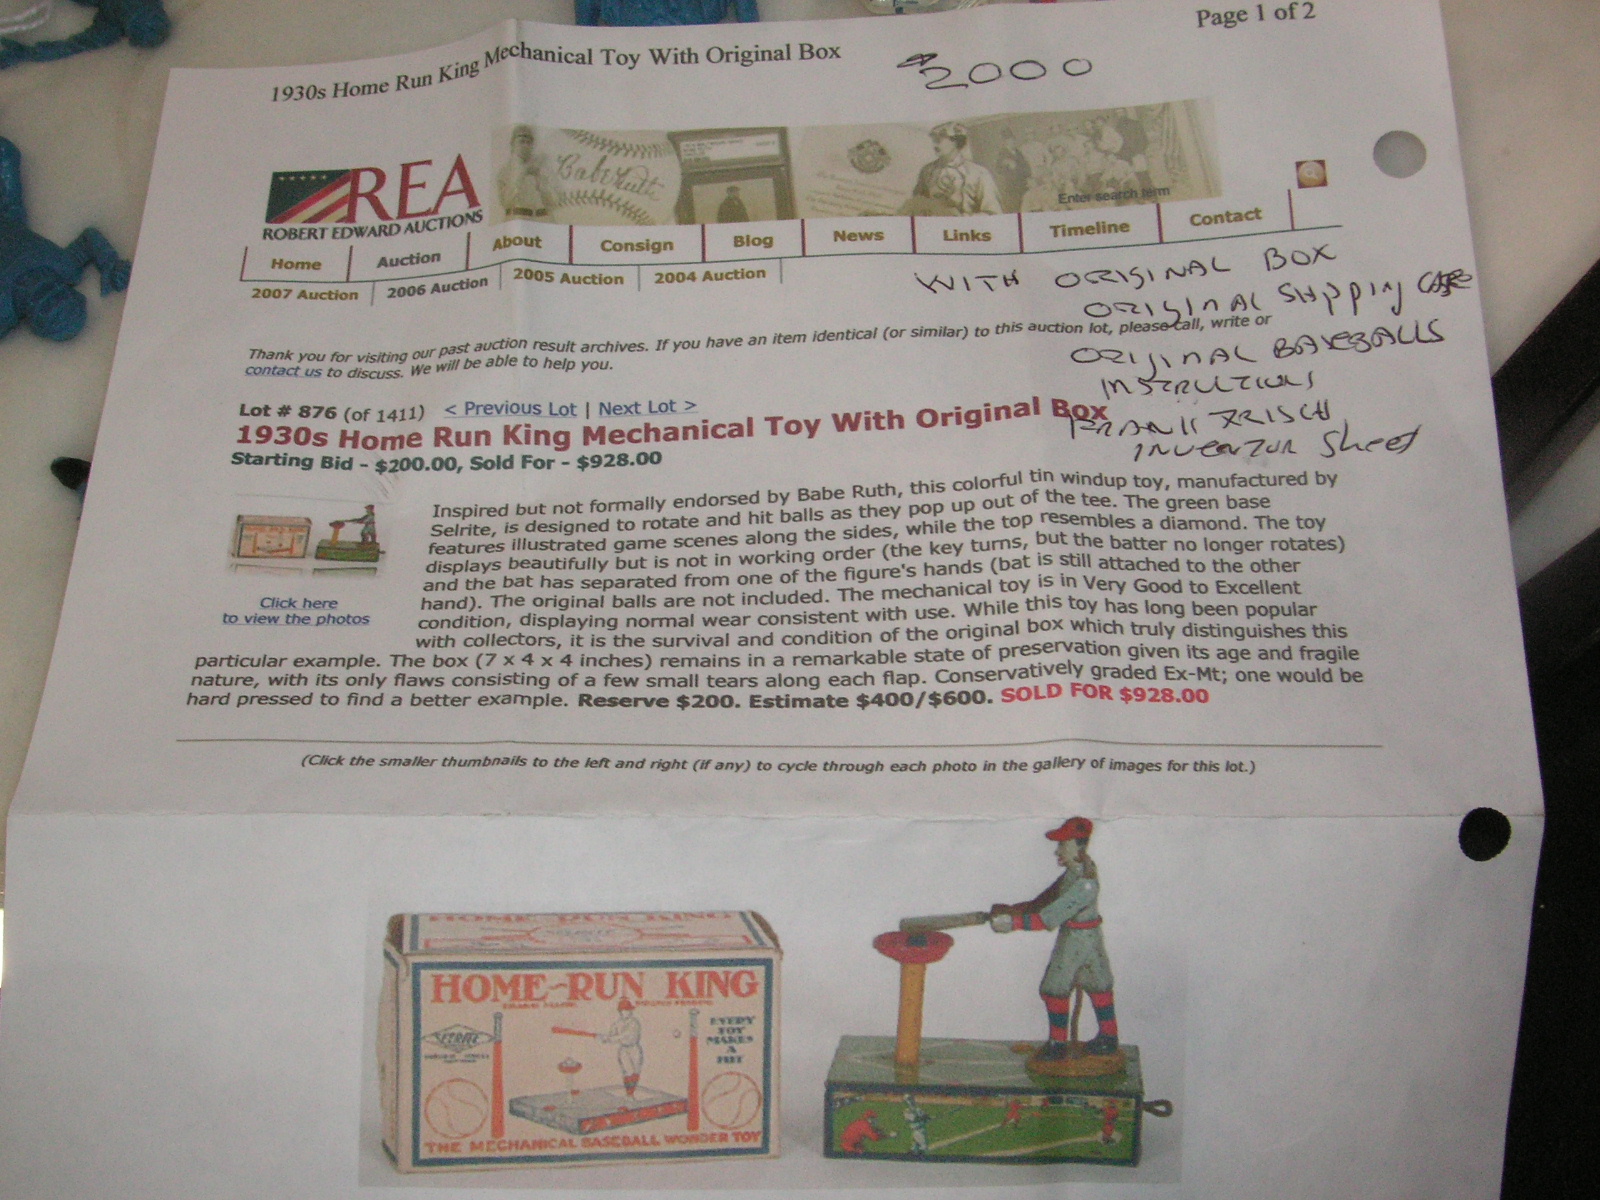 1930s Home Run King Mechanical Toy With Original Box
Page 1 of 2
$2000
Babe Ruth
REA
ROBERT EDWARD AUCTIONS
Enter search term
Home
Auction
About
Consign
Blog
News
Links
Timeline
Contact
2007 Auction
2006 Auction
2005 Auction
2004 Auction
WITH ORIGINAL BOX
ORIGINAL SHIPPING CASE
ORIGINAL BASEBALLS
INSTRUCTIONS
FRANK FRISCH
INVENTOR Sheet
Thank you for visiting our past auction result archives. If you have an item identical (or similar) to this auction lot, please call, write or
contact us to discuss. We will be able to help you.
Lot # 876 (of 1411) < Previous Lot | Next Lot >
1930s Home Run King Mechanical Toy With Original Box
Starting Bid - $200.00, Sold For - $928.00
Click here
to view the photos
Inspired but not formally endorsed by Babe Ruth, this colorful tin windup toy, manufactured by
Selrite, is designed to rotate and hit balls as they pop up out of the tee. The green base
features illustrated game scenes along the sides, while the top resembles a diamond. The toy
displays beautifully but is not in working order (the key turns, but the batter no longer rotates)
and the bat has separated from one of the figure's hands (bat is still attached to the other
hand). The original balls are not included. The mechanical toy is in Very Good to Excellent
condition, displaying normal wear consistent with use. While this toy has long been popular
with collectors, it is the survival and condition of the original box which truly distinguishes this
particular example. The box (7 x 4 x 4 inches) remains in a remarkable state of preservation given its age and fragile
nature, with its only flaws consisting of a few small tears along each flap. Conservatively graded Ex-Mt; one would be
hard pressed to find a better example. Reserve $200. Estimate $400/$600. SOLD FOR $928.00
(Click the smaller thumbnails to the left and right (if any) to cycle through each photo in the gallery of images for this lot.)
HOME-RUN KING
HOME-RUN KING
SELRITE
EVERY
TOY
MAKES
A
HIT
THE MECHANICAL BASEBALL WONDER TOY